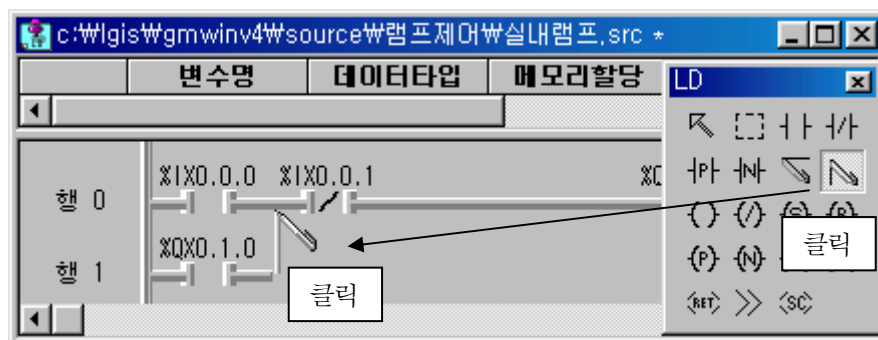 c:₩lgis₩gmwinv4₩source₩램프제어₩실내램프.src *
변수명 데이터타입 메모리할당
LD
%IX0.0.0 %IX0.0.1
행 0
클릭
%QX0.1.0
행 1
클릭